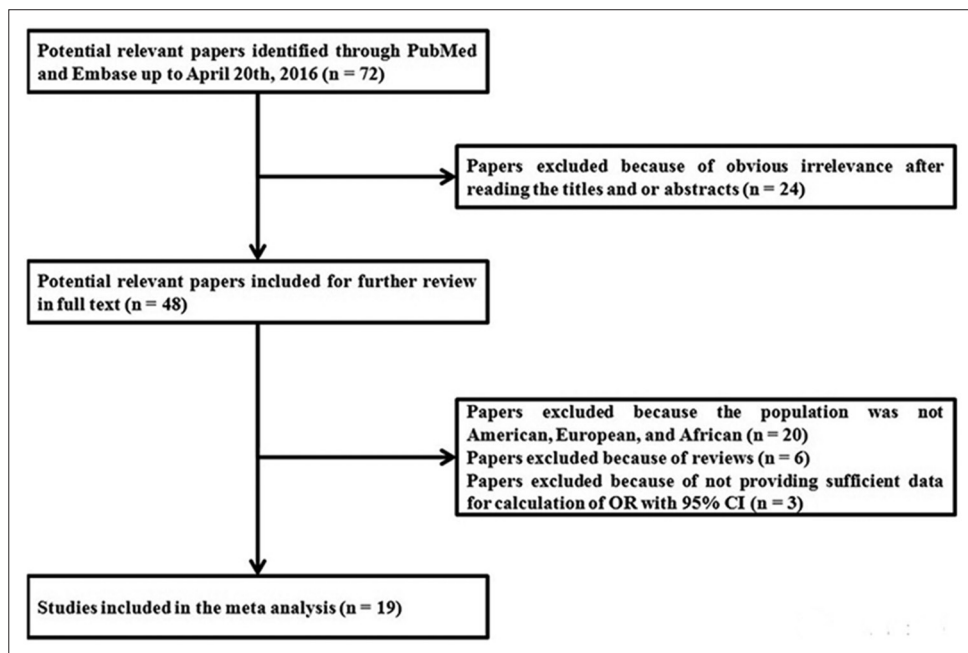 Potential relevant papers identified through PubMed
and Embase up to April 20th, 2016 (n = 72)
Papers excluded because of obvious irrelevance after
reading the titles and or abstracts (n = 24)
Potential relevant papers included for further review
in full text (n = 48)
Papers excluded because the population was not
American, European, and African (n = 20)
Papers excluded because of reviews (n = 6)
Papers excluded because of not providing sufficient data
for calculation of OR with 95% CI (n = 3)
Studies included in the meta analysis (n = 19)